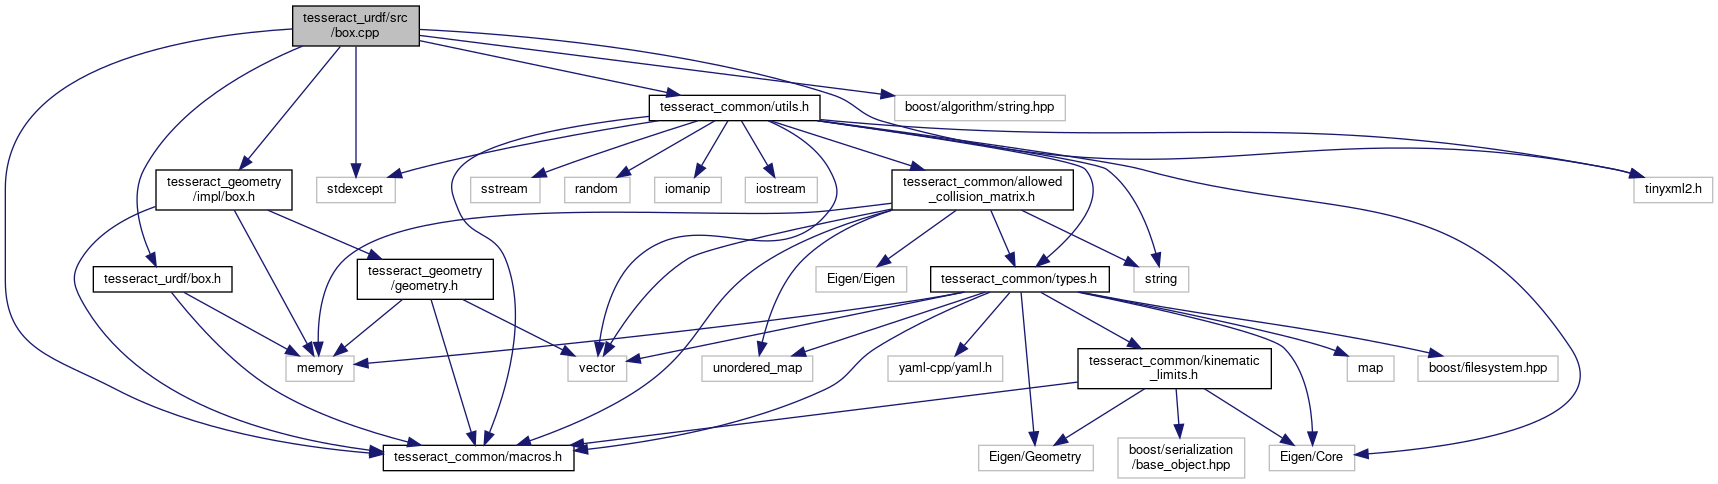 tesseract_urdf/src
/box.cpp
tesseract_common/utils.h
boost/algorithm/string.hpp
tesseract_geometry
/impl/box.h
stdexcept
sstream
random
iomanip
iostream
tesseract_common/allowed
_collision_matrix.h
tinyxml2.h
tesseract_urdf/box.h
tesseract_geometry
/geometry.h
Eigen/Eigen
tesseract_common/types.h
string
memory
vector
unordered_map
yaml-cpp/yaml.h
tesseract_common/kinematic
_limits.h
map
boost/filesystem.hpp
tesseract_common/macros.h
Eigen/Geometry
boost/serialization
/base_object.hpp
Eigen/Core